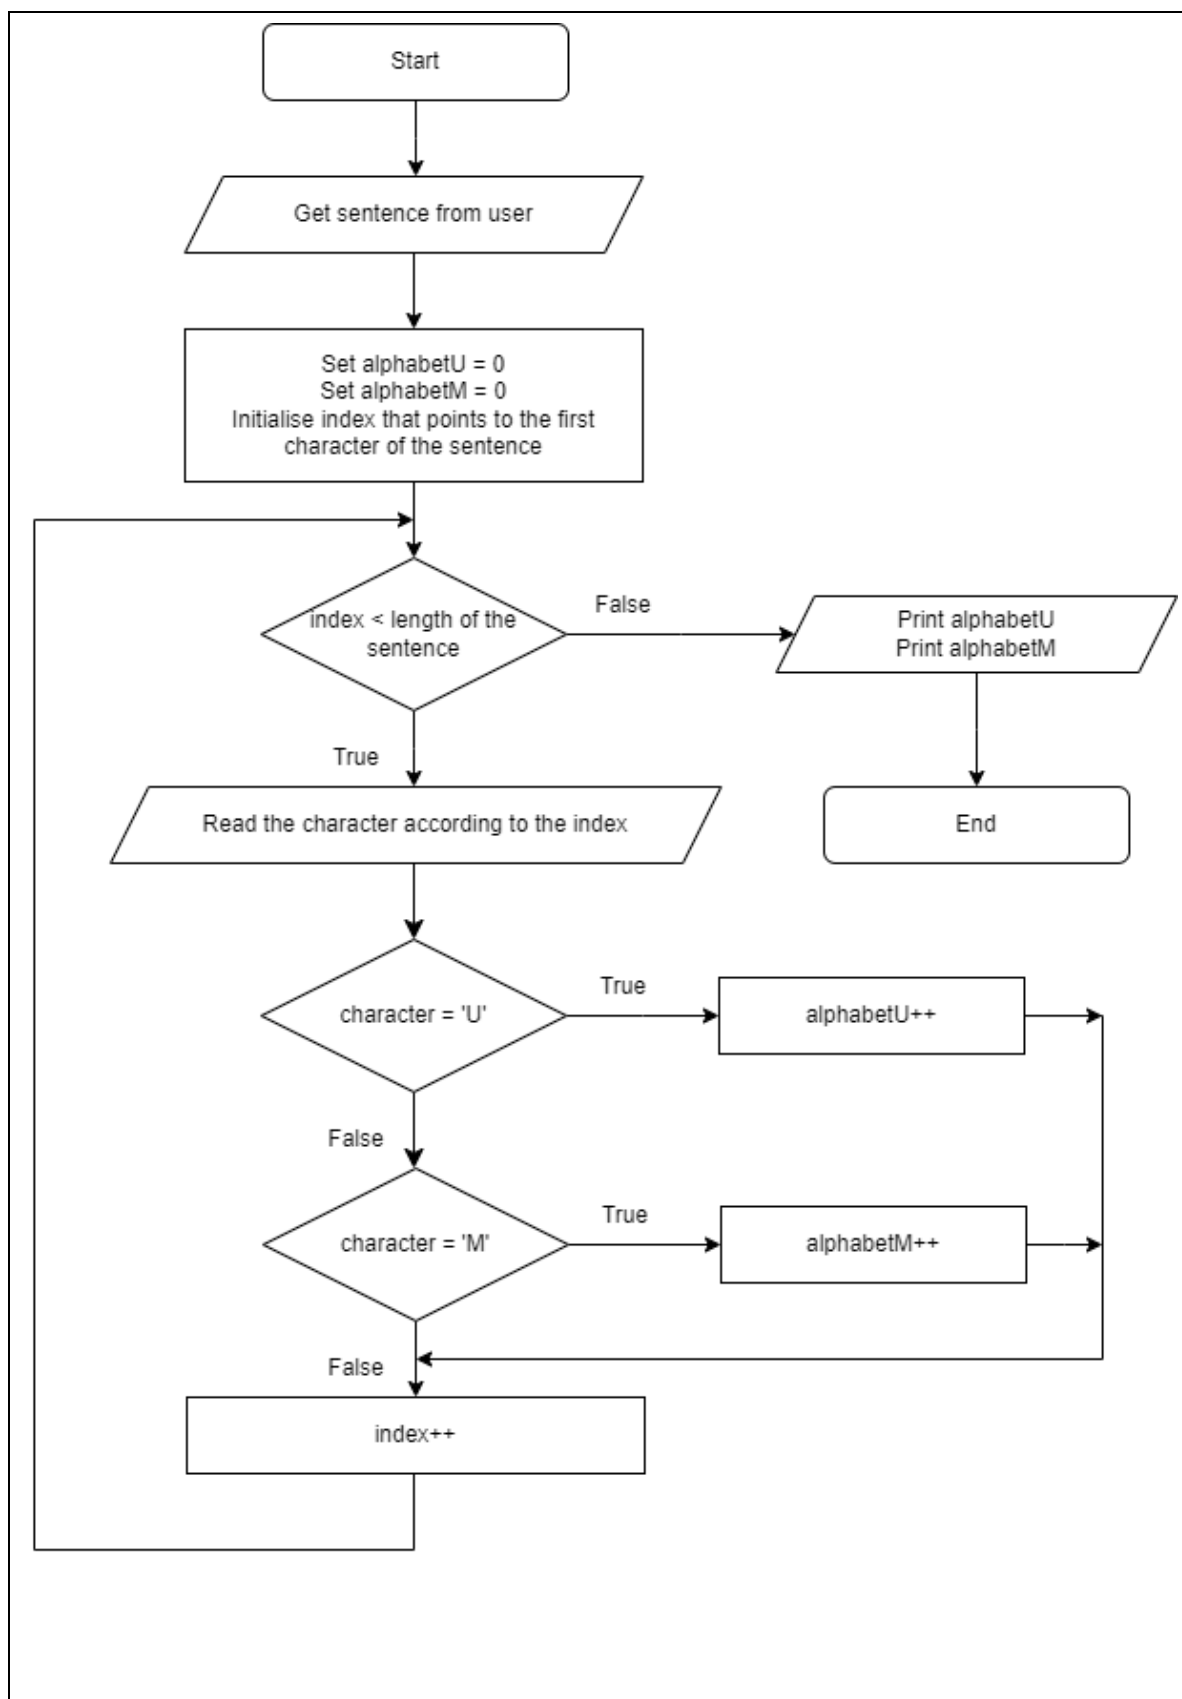 Start
Get sentence from user
Set alphabetU = 0
Set alphabetM = 0
Initialise index that points to the first
character of the sentence
index < length of the
sentence
False
Print alphabetU
Print alphabetM
True
Read the character according to the index
End
character = 'U'
True
alphabetU++
False
character = 'M'
True
alphabetM++
False
index++